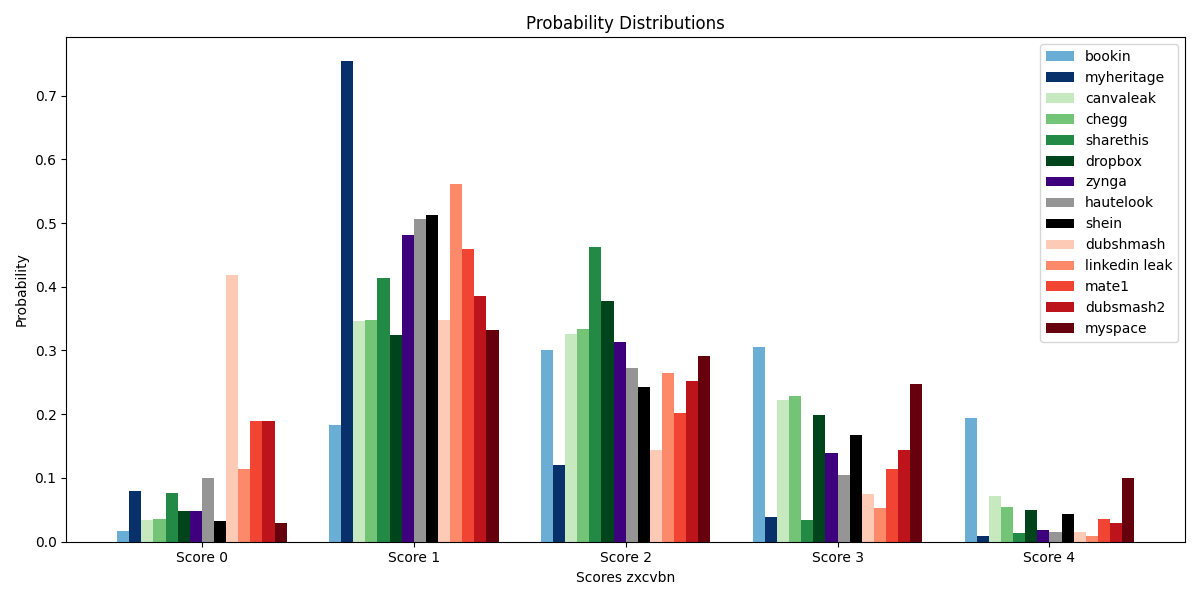 Probability Distributions
Probability
0.7
0.6
0.5
0.4
0.3
0.2
0.1
0.0
bookin
myheritage
canvaleak
chegg
sharethis
dropbox
zynga
hautelook
shein
dubshmash
linkedin leak
mate1
dubsmash2
myspace
Score 0
Score 1
Score 2
Score 3
Score 4
Scores zxcvbn